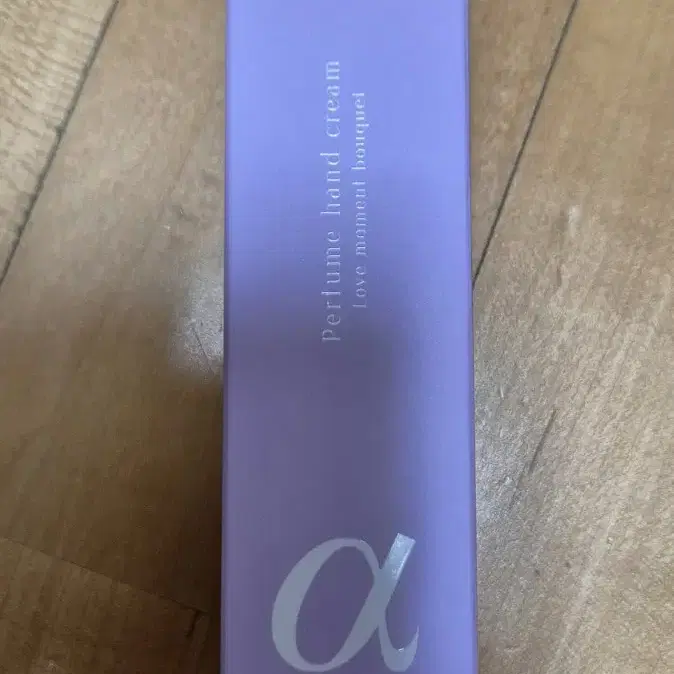 Perfume hand cream
Love moment bouquet
α